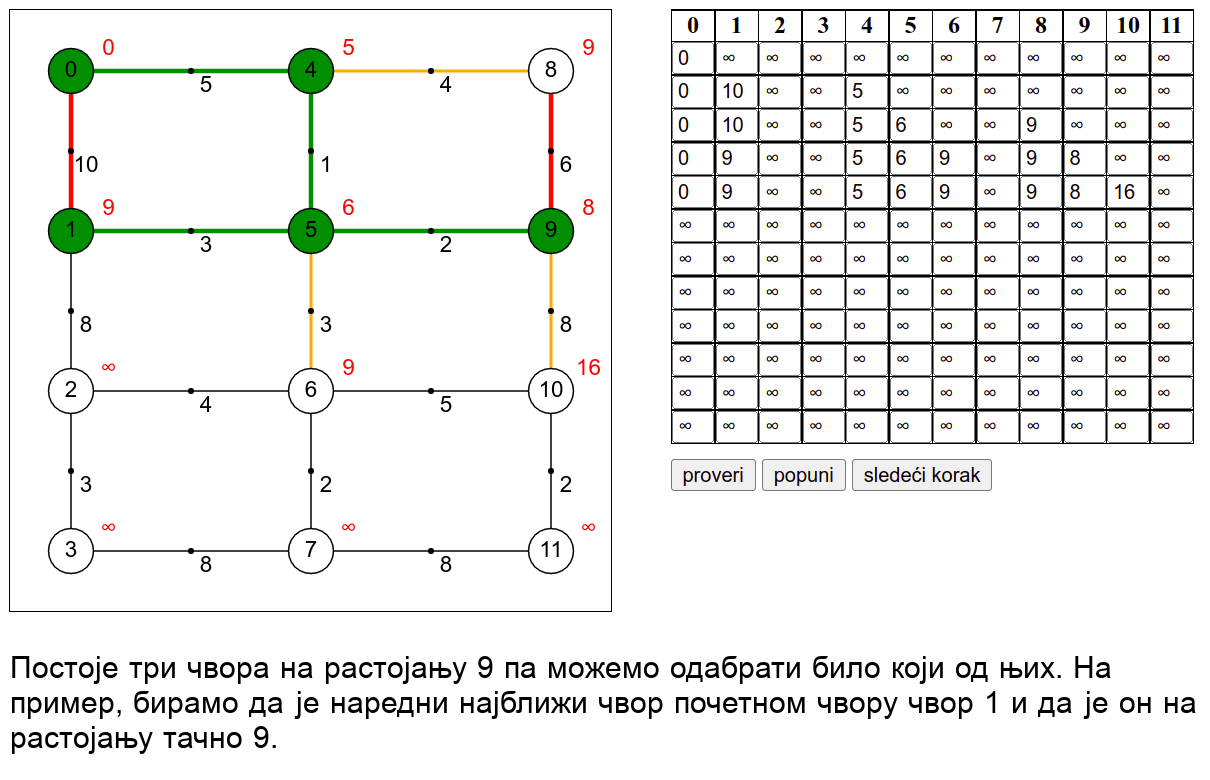 0 5 9
0 4 8
5 4
10 1 6
9 6 8
1 5 9
3 2
8 3 8
∞ 9 16
2 6 10
4 5
3 2 2
∞ ∞ ∞
3 7 11
8 8
0 1 2 3 4 5 6 7 8 9 10 11
0 ∞ ∞ ∞ ∞ ∞ ∞ ∞ ∞ ∞ ∞ ∞
0 10 ∞ ∞ 5 ∞ ∞ ∞ ∞ ∞ ∞ ∞
0 10 ∞ ∞ 5 6 ∞ ∞ 9 ∞ ∞ ∞
0 9 ∞ ∞ 5 6 9 ∞ 9 8 ∞ ∞
0 9 ∞ ∞ 5 6 9 ∞ 9 8 16 ∞
∞ ∞ ∞ ∞ ∞ ∞ ∞ ∞ ∞ ∞ ∞ ∞
∞ ∞ ∞ ∞ ∞ ∞ ∞ ∞ ∞ ∞ ∞ ∞
∞ ∞ ∞ ∞ ∞ ∞ ∞ ∞ ∞ ∞ ∞ ∞
∞ ∞ ∞ ∞ ∞ ∞ ∞ ∞ ∞ ∞ ∞ ∞
∞ ∞ ∞ ∞ ∞ ∞ ∞ ∞ ∞ ∞ ∞ ∞
∞ ∞ ∞ ∞ ∞ ∞ ∞ ∞ ∞ ∞ ∞ ∞
∞ ∞ ∞ ∞ ∞ ∞ ∞ ∞ ∞ ∞ ∞ ∞
proveri popuni sledeći korak
Постоје три чвора на растојању 9 па можемо одабрати било који од њих. На
пример, бирамо да је наредни најближи чвор почетном чвору чвор 1 и да је он на
растојању тачно 9.